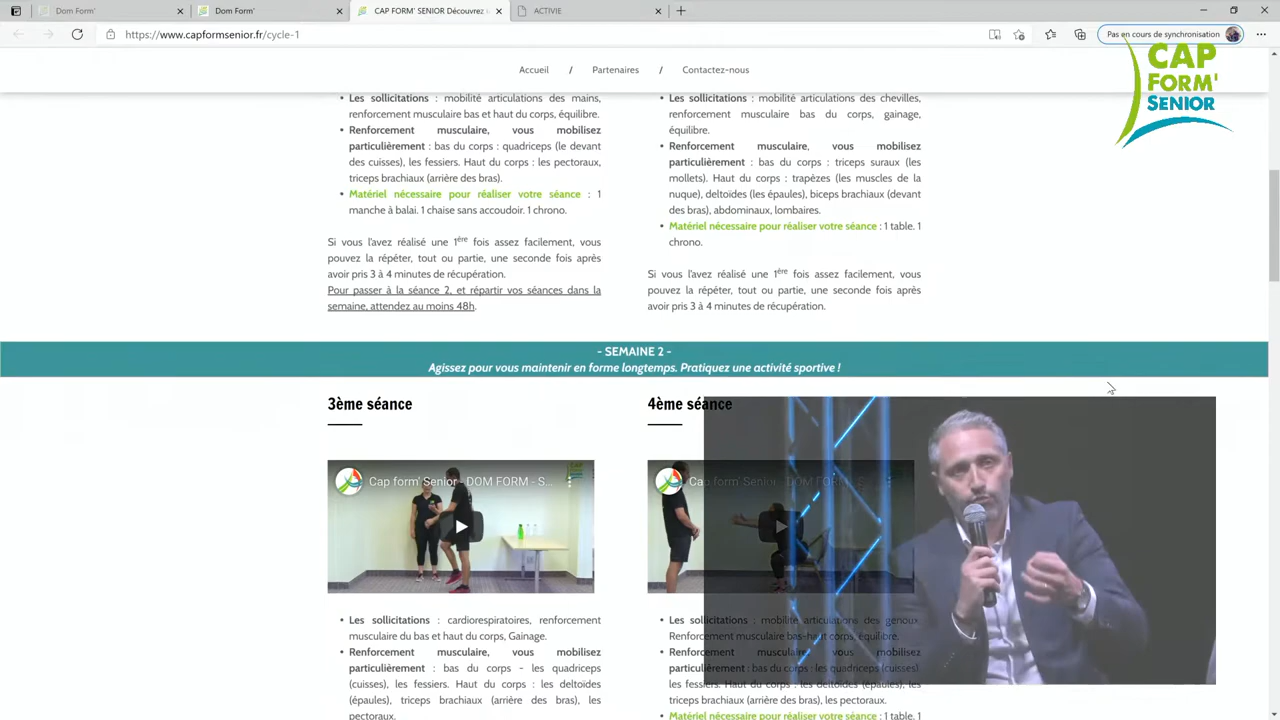 Dom Form'
Dom Form'
CAP FORM' SENIOR Découvrez
ACTIVIE
https://www.capformsenior.fr/cycle-1
Pas en cours de synchronisation
CAP
FORM'
SENIOR
Accueil / Partenaires / Contactez-nous
• Les sollicitations : mobilité articulations des mains,
renforcement musculaire bas et haut du corps, équilibre.
• Renforcement musculaire, vous mobilisez
particulièrement : bas du corps : quadriceps (le devant
des cuisses), les fessiers. Haut du corps : les pectoraux,
triceps brachiaux (arrière des bras).
• Matériel nécessaire pour réaliser votre séance : 1
manche à balai. 1 chaise sans accoudoir. 1 chrono.
Si vous l'avez réalisé une 1ère fois assez facilement, vous
pouvez la répéter, tout ou partie, une seconde fois après
avoir pris 3 à 4 minutes de récupération.
Pour passer à la séance 2, et répartir vos séances dans la
semaine, attendez au moins 48h.
• Les sollicitations : mobilité articulations des chevilles,
renforcement musculaire bas du corps, gainage,
équilibre.
• Renforcement musculaire, vous mobilisez
particulièrement : bas du corps : triceps suraux (les
mollets). Haut du corps : trapèzes (les muscles de la
nuque), deltoïdes (les épaules), biceps brachiaux (devant
des bras), abdominaux, lombaires.
• Matériel nécessaire pour réaliser votre séance : 1 table. 1
chrono.
Si vous l'avez réalisé une 1ère fois assez facilement, vous
pouvez la répéter, tout ou partie, une seconde fois après
avoir pris 3 à 4 minutes de récupération.
- SEMAINE 2 -
Agissez pour vous maintenir en forme longtemps. Pratiquez une activité sportive !
3ème séance
Cap form' Senior - DOM FORM - S...
• Les sollicitations : cardiorespiratoires, renforcement
musculaire du bas et haut du corps, Gainage.
• Renforcement musculaire, vous mobilisez
particulièrement : bas du corps - les quadriceps
(cuisses), les fessiers. Haut du corps : les deltoïdes
(épaules), triceps brachiaux (arrière des bras), les
pectoraux.
4ème séance
Cap form' Senior - DOM FORM - S
• Les sollicitations : mobilité articulations des genoux.
Renforcement musculaire bas-haut corps, équilibre.
• Renforcement musculaire, vous mobilisez
particulièrement : bas du corps : les quadriceps (cuisses),
les fessiers. Haut du corps : les deltoïdes (épaules), les
triceps brachiaux (arrière des bras), les pectoraux.
• Matériel nécessaire pour réaliser votre séance : 1 table. 1